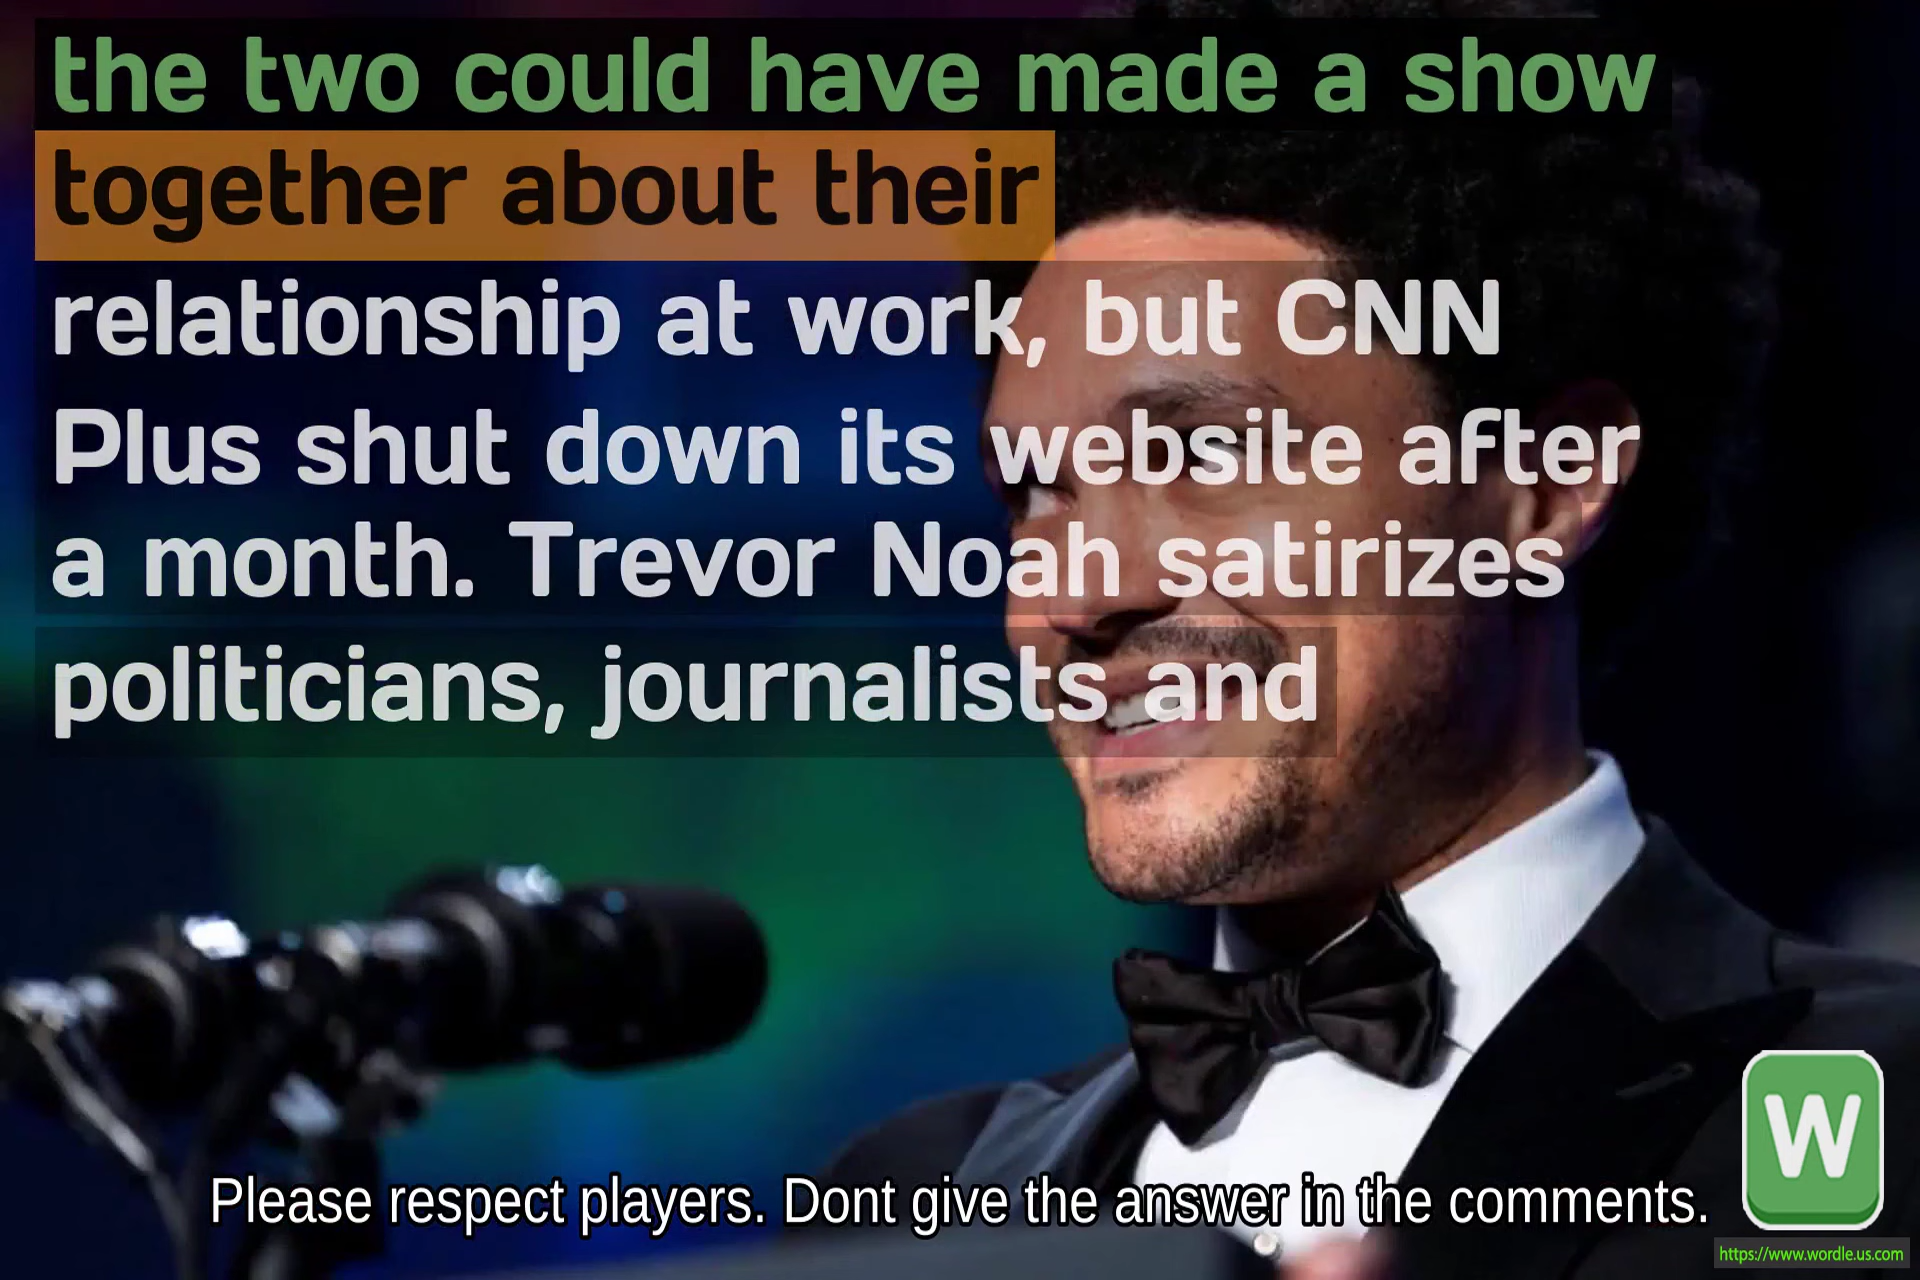 the two could have made a show
together about their
relationship at work, but CNN
Plus shut down its website after
a month. Trevor Noah satirizes
politicians, journalists and
Please respect players. Dont give the answer in the comments.
W
https://www.wordle.us.com